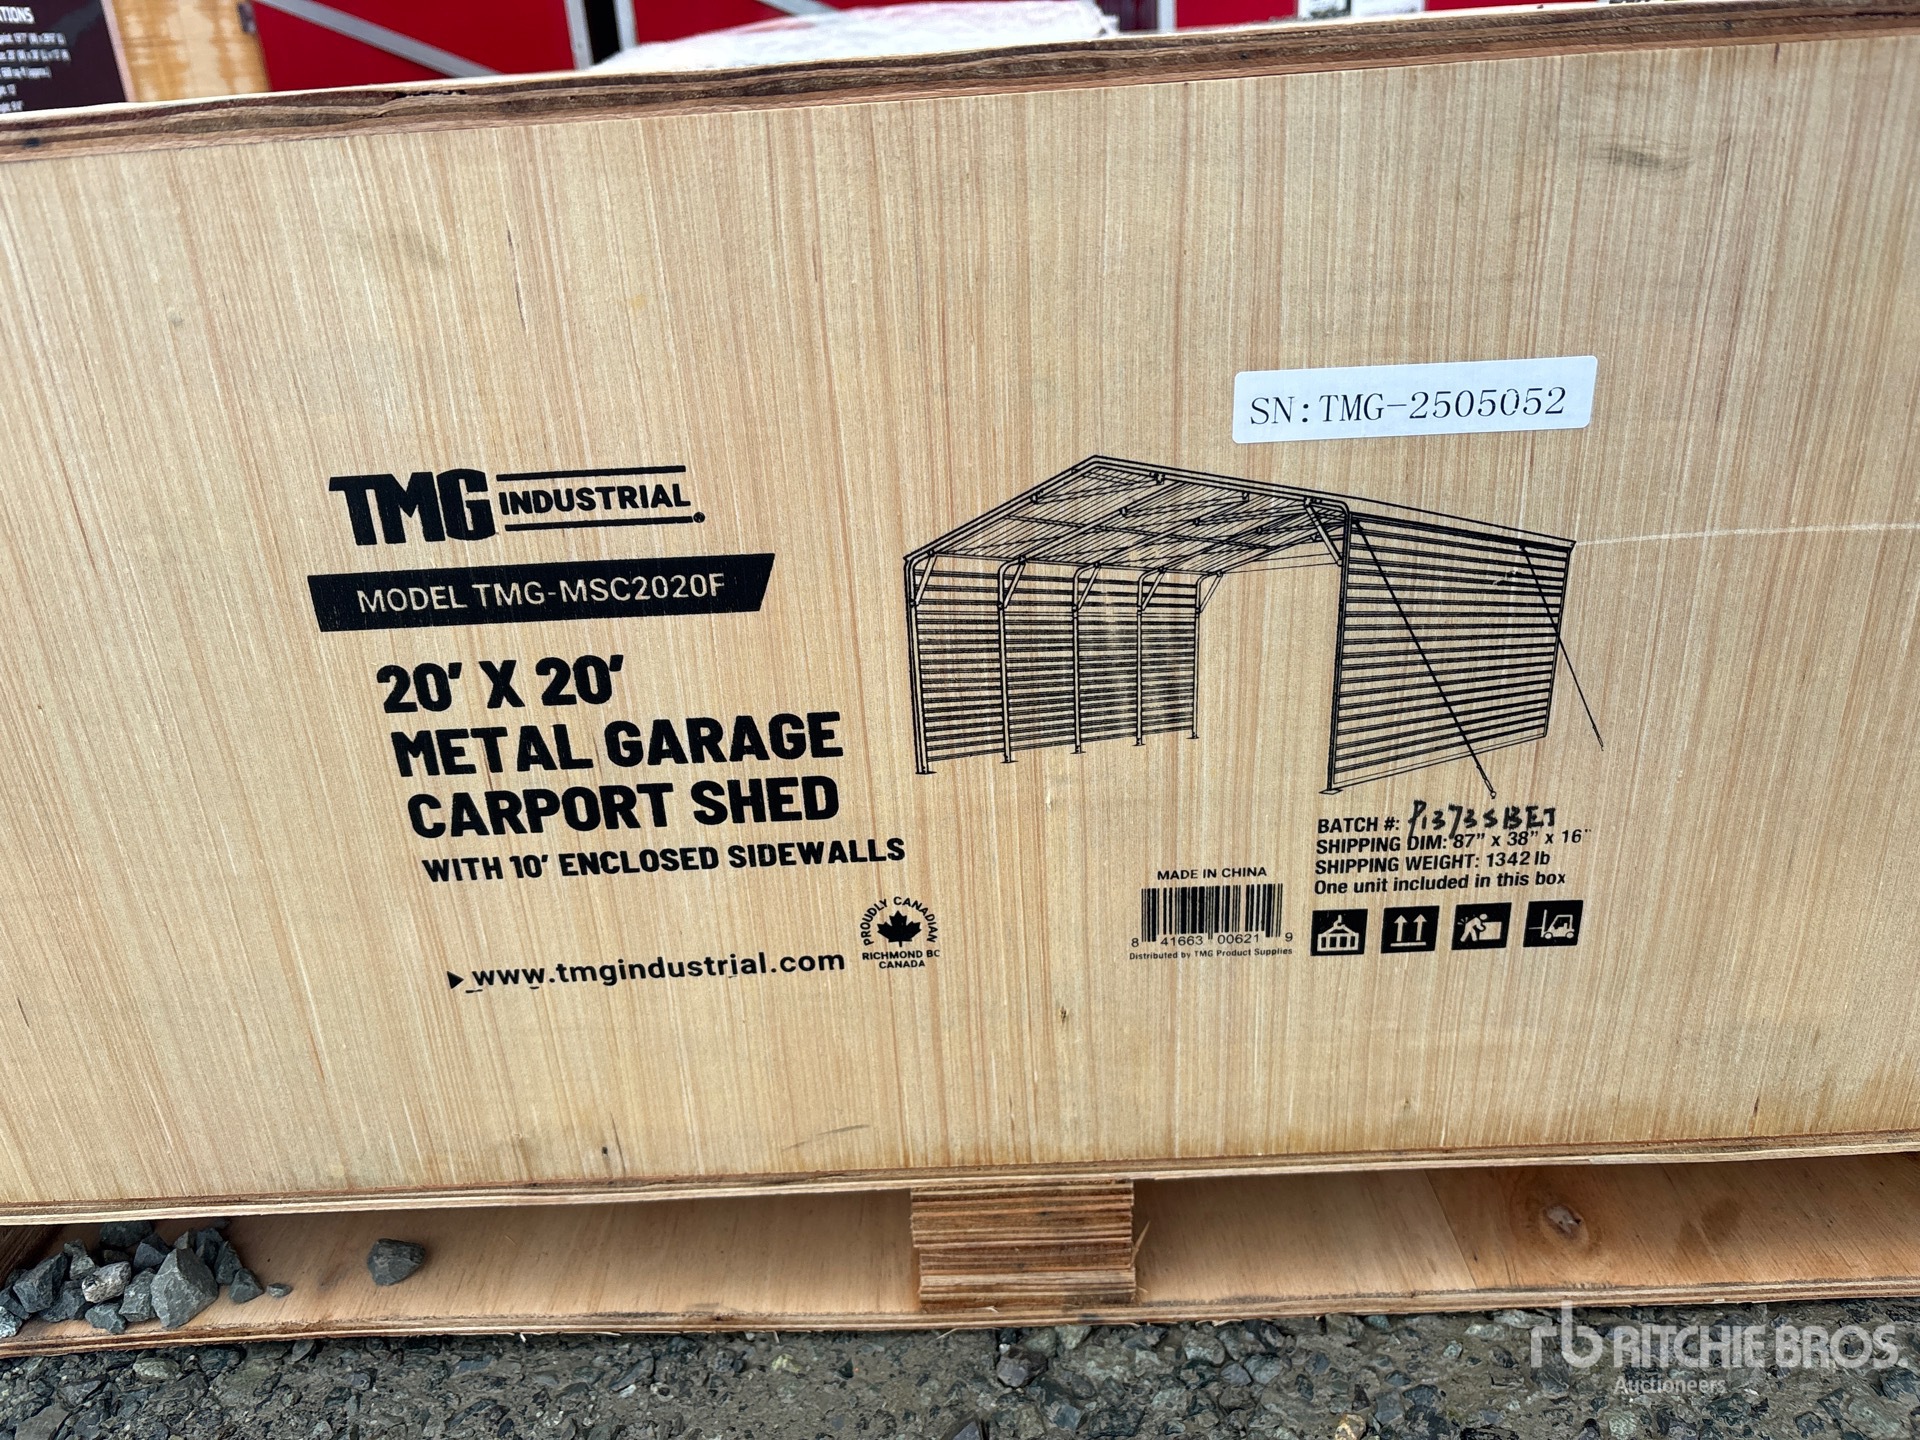 SN:TMG-2505052
TMG INDUSTRIAL
MODEL TMG-MSC2020F
20' X 20'
METAL GARAGE
CARPORT SHED
WITH 10' ENCLOSED SIDEWALLS
www.tmgindustrial.com
PROUDLY CANADIAN
RICHMOND BC
CANADA
MADE IN CHINA
8 41663 00621 9
Distributed by TMG Product Supplies
BATCH #: P1373SBEJ
SHIPPING DIM: 87" x 38" x 16"
SHIPPING WEIGHT: 1342 lb
One unit included in this box
rb RITCHIE BROS.
Auctioneers